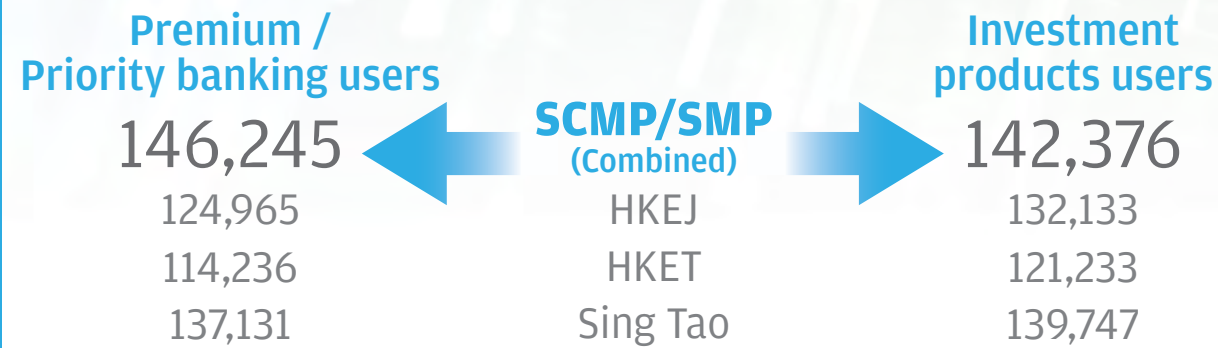 Premium /
Priority banking users
Investment
products users
SCMP/SMP
(Combined)
146,245
142,376
124,965
HKEJ
132,133
114,236
HKET
121,233
137,131
Sing Tao
139,747